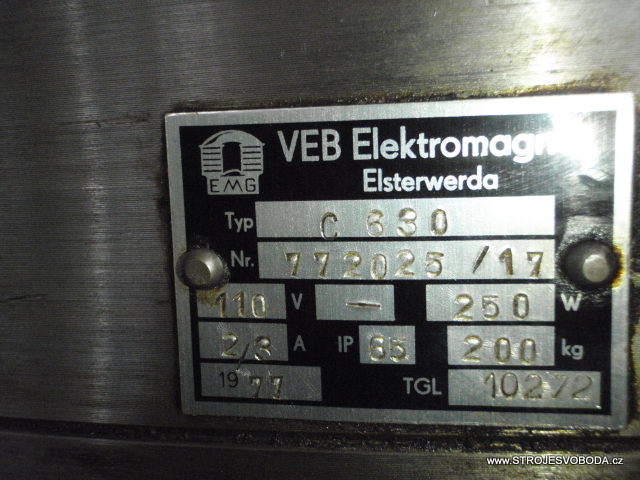 VEB Elektromagn
EMG
Elsterwerda
Typ C 630
Nr. 772025/17
110 V – 250 W
2,3 A IP 65 200 kg
1977 TGL 10272
www.STROJESVOBODA.cz